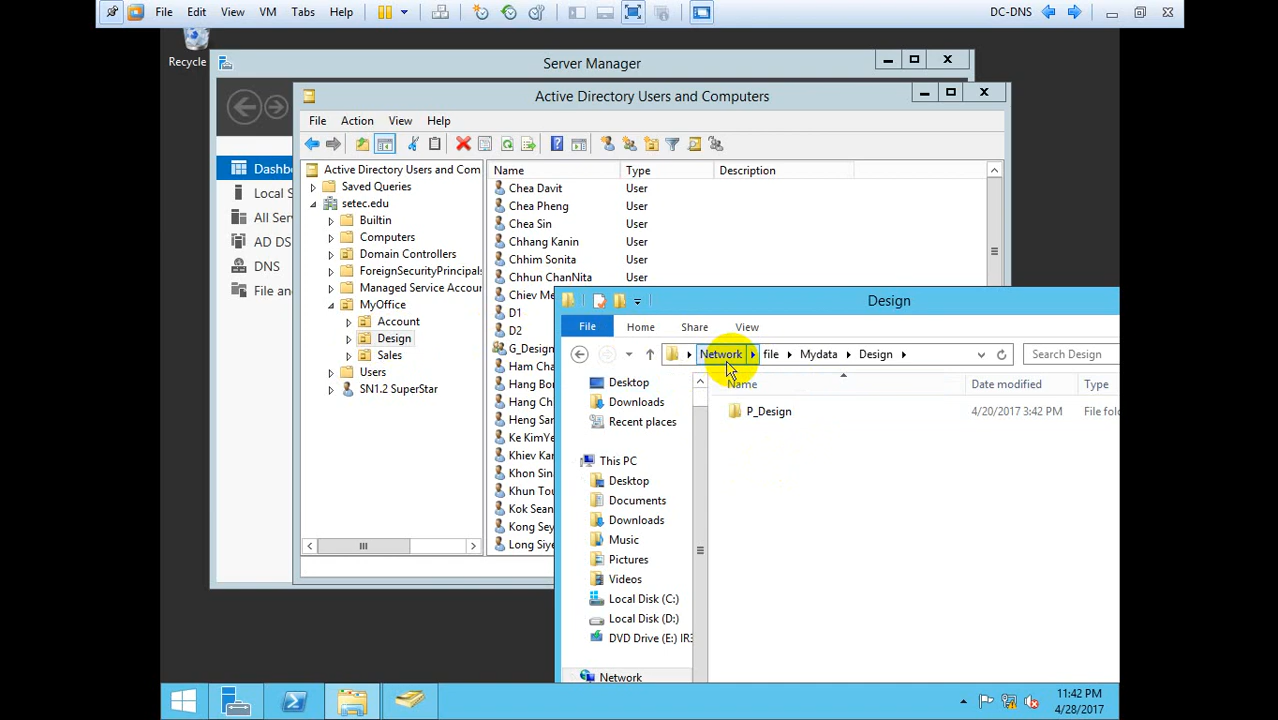 File Edit View VM Tabs Help
DC-DNS
Recycle
Server Manager
Dashb
Local S
All Serv
AD DS
DNS
File and
Active Directory Users and Computers
File Action View Help
Active Directory Users and Com
Saved Queries
setec.edu
Builtin
Computers
Domain Controllers
ForeignSecurityPrincipals
Managed Service Accour
MyOffice
Account
Design
Sales
Users
SN1.2 SuperStar
Name Type Description
Chea Davit User
Chea Pheng User
Chea Sin User
Chhang Kanin User
Chhim Sonita User
Chhun ChanNita User
Chiev Me
D1
D2
G_Design
Ham Cha
Hang Bor
Hang Ch
Heng Sar
Ke KimYe
Khiev Kar
Khon Sin
Khun Tou
Kok Sean
Kong Sey
Long Siye
Design
File Home Share View
Network file Mydata Design
Search Design
Desktop
Downloads
Recent places
This PC
Desktop
Documents
Downloads
Music
Pictures
Videos
Local Disk (C:)
Local Disk (D:)
DVD Drive (E:) IR3
Network
Name Date modified Type
P_Design 4/20/2017 3:42 PM File fol
11:42 PM
4/28/2017